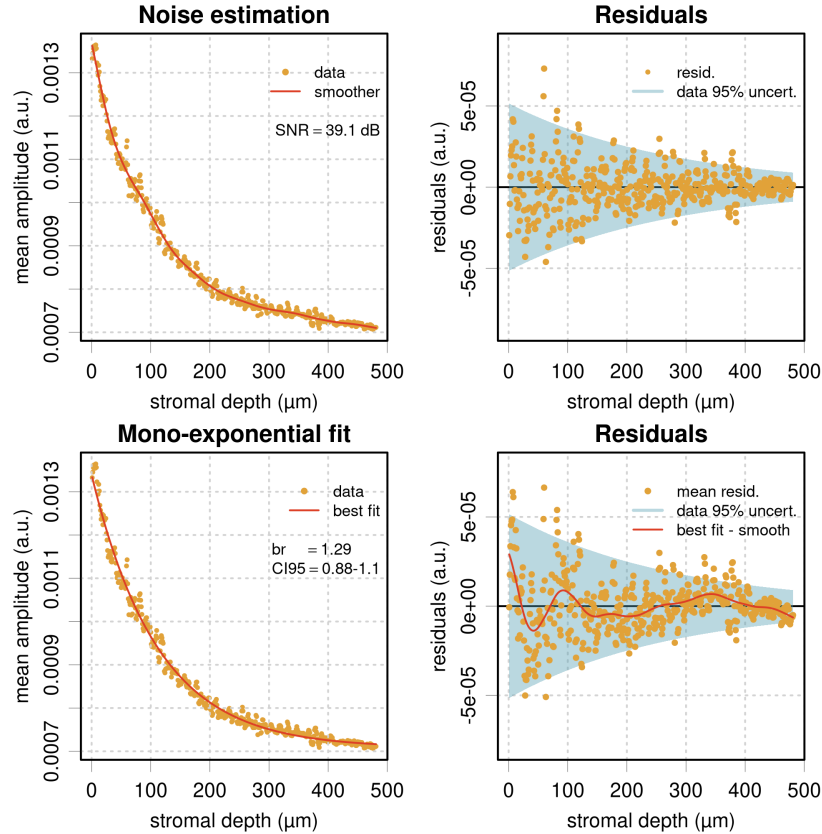 Noise estimation
0.0007 0.0009 0.0011 0.0013
mean amplitude (a.u.)
data
smoother
SNR = 39.1 dB
0 100 200 300 400 500
stromal depth (μm)
Residuals
-5e-05 0e+00 5e-05
residuals (a.u.)
resid.
data 95% uncert.
0 100 200 300 400 500
stromal depth (μm)
Mono-exponential fit
0.0007 0.0009 0.0011 0.0013
mean amplitude (a.u.)
data
best fit
br = 1.29
CI95 = 0.88-1.1
0 100 200 300 400 500
stromal depth (μm)
Residuals
-5e-05 0e+00 5e-05
residuals (a.u.)
mean resid.
data 95% uncert.
best fit - smooth
0 100 200 300 400 500
stromal depth (μm)